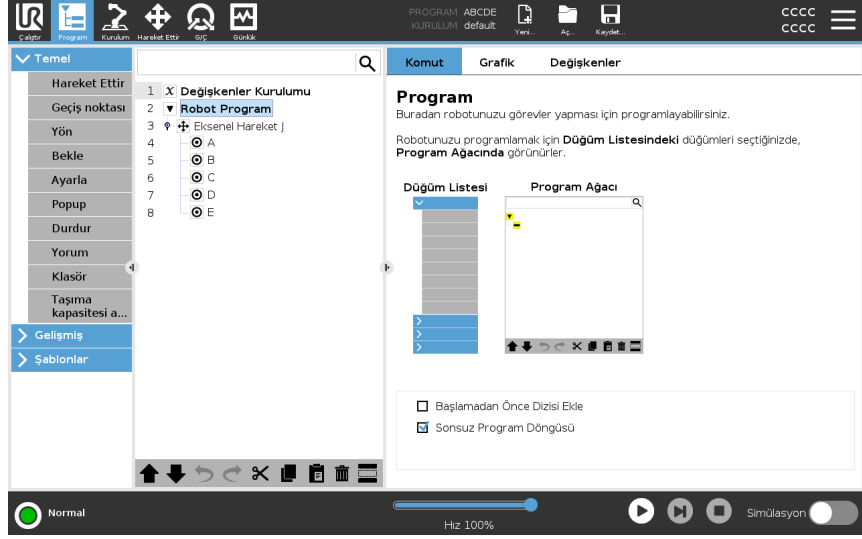 PROGRAM ABCDE
KURULUM default
CCCC
CCCC
Çalıştır Program Kurulum Hareket Ettir G/Ç Günlük Yeni... Aç... Kaydet...
Temel
Hareket Ettir
Geçiş noktası
Yön
Bekle
Ayarla
Popup
Durdur
Yorum
Klasör
Taşıma
kapasitesi a...
Gelişmiş
Şablonlar
1 X Değişkenler Kurulumu
2 Robot Program
3 Eksenel Hareket J
4 A
5 B
6 C
7 D
8 E
Komut Grafik Değişkenler
Program
Buradan robotunuzu görevler yapması için programlayabilirsiniz.
Robotunuzu programlamak için Düğüm Listesindeki düğümleri seçtiğinizde,
Program Ağacında görünürler.
Düğüm Listesi Program Ağacı
Başlamadan Önce Dizisi Ekle
Sonsuz Program Döngüsü
Normal
Hız 100%
Simülasyon